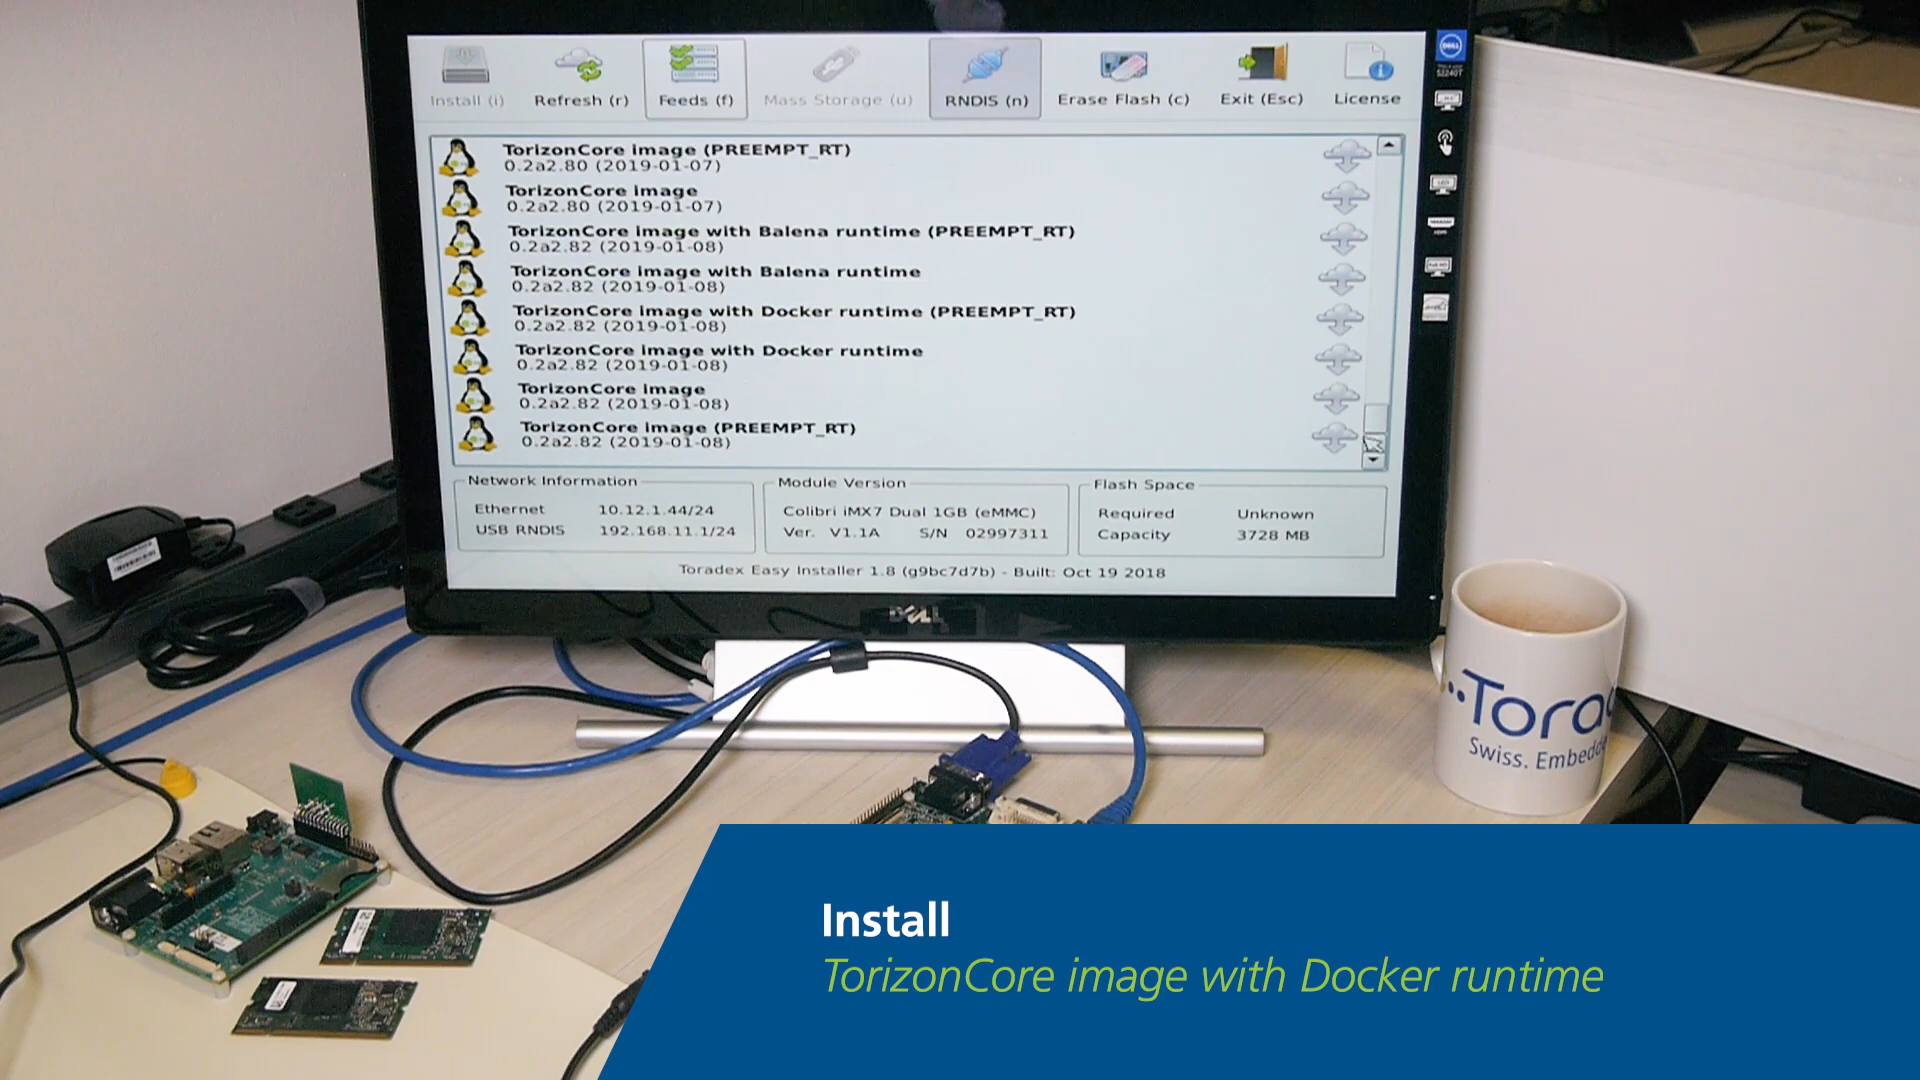 Install (i)
Refresh (r)
Feeds (f)
Mass Storage (u)
RNDIS (n)
Erase Flash (c)
Exit (Esc)
License
TorizonCore image (PREEMPT_RT)
0.2a2.80 (2019-01-07)
TorizonCore image
0.2a2.80 (2019-01-07)
TorizonCore image with Balena runtime (PREEMPT_RT)
0.2a2.82 (2019-01-08)
TorizonCore image with Balena runtime
0.2a2.82 (2019-01-08)
TorizonCore image with Docker runtime (PREEMPT_RT)
0.2a2.82 (2019-01-08)
TorizonCore image with Docker runtime
0.2a2.82 (2019-01-08)
TorizonCore image
0.2a2.82 (2019-01-08)
TorizonCore image (PREEMPT_RT)
0.2a2.82 (2019-01-08)
Network Information
Ethernet 10.12.1.44/24
USB RNDIS 192.168.11.1/24
Module Version
Colibri iMX7 Dual 1GB (eMMC)
Ver. V1.1A S/N 02997311
Flash Space
Required Unknown
Capacity 3728 MB
Toradex Easy Installer 1.8 (g9bc7d7b) - Built: Oct 19 2018
DELL
DELL
S2240T
Torad
Swiss. Embedde
Install
TorizonCore image with Docker runtime